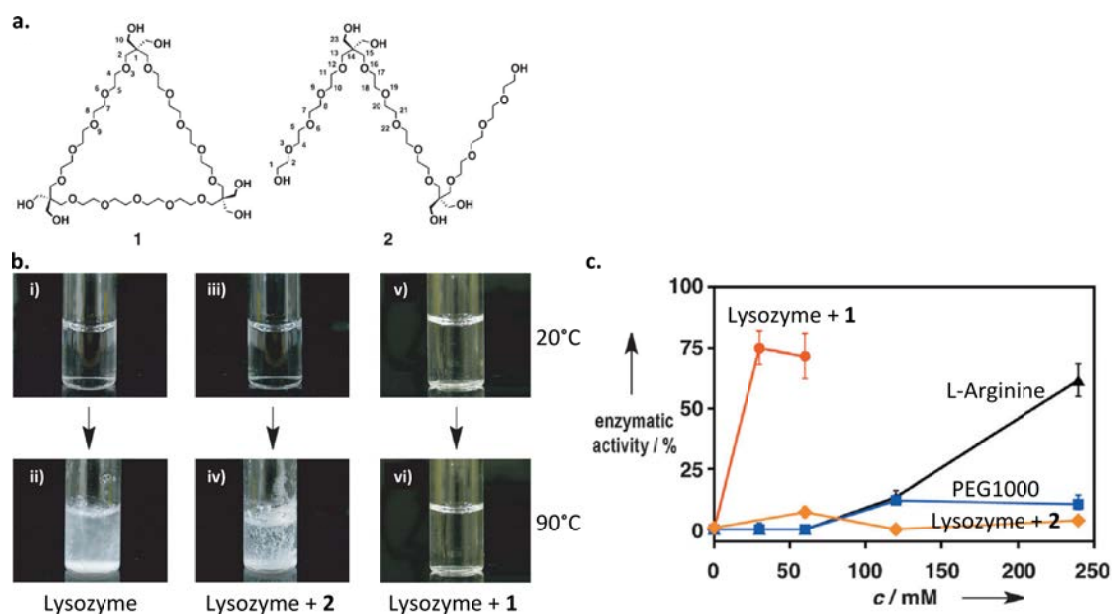 a.
OH
10 OH
2 1
4 O O
3
6 O 5 O
7
8 O O
9
O O
O O
OH OH
HO O O O O O OH
OH
1
OH
23 OH
13 14 15
12 O O 16
11 17
9 O 10 18 O 19
7 8 20 21
5 O 6 22 O
3 O 4 O
1 2
OH
OH
O
O
O
O
O O
OH
OH
2
b.
i)
iii)
v)
20°C
ii)
iv)
vi)
90°C
Lysozyme
Lysozyme + 2
Lysozyme + 1
c.
100
75
50
25
0
enzymatic
activity / %
Lysozyme + 1
L-Arginine
PEG1000
Lysozyme + 2
0 50 100 150 200 250
c / mM